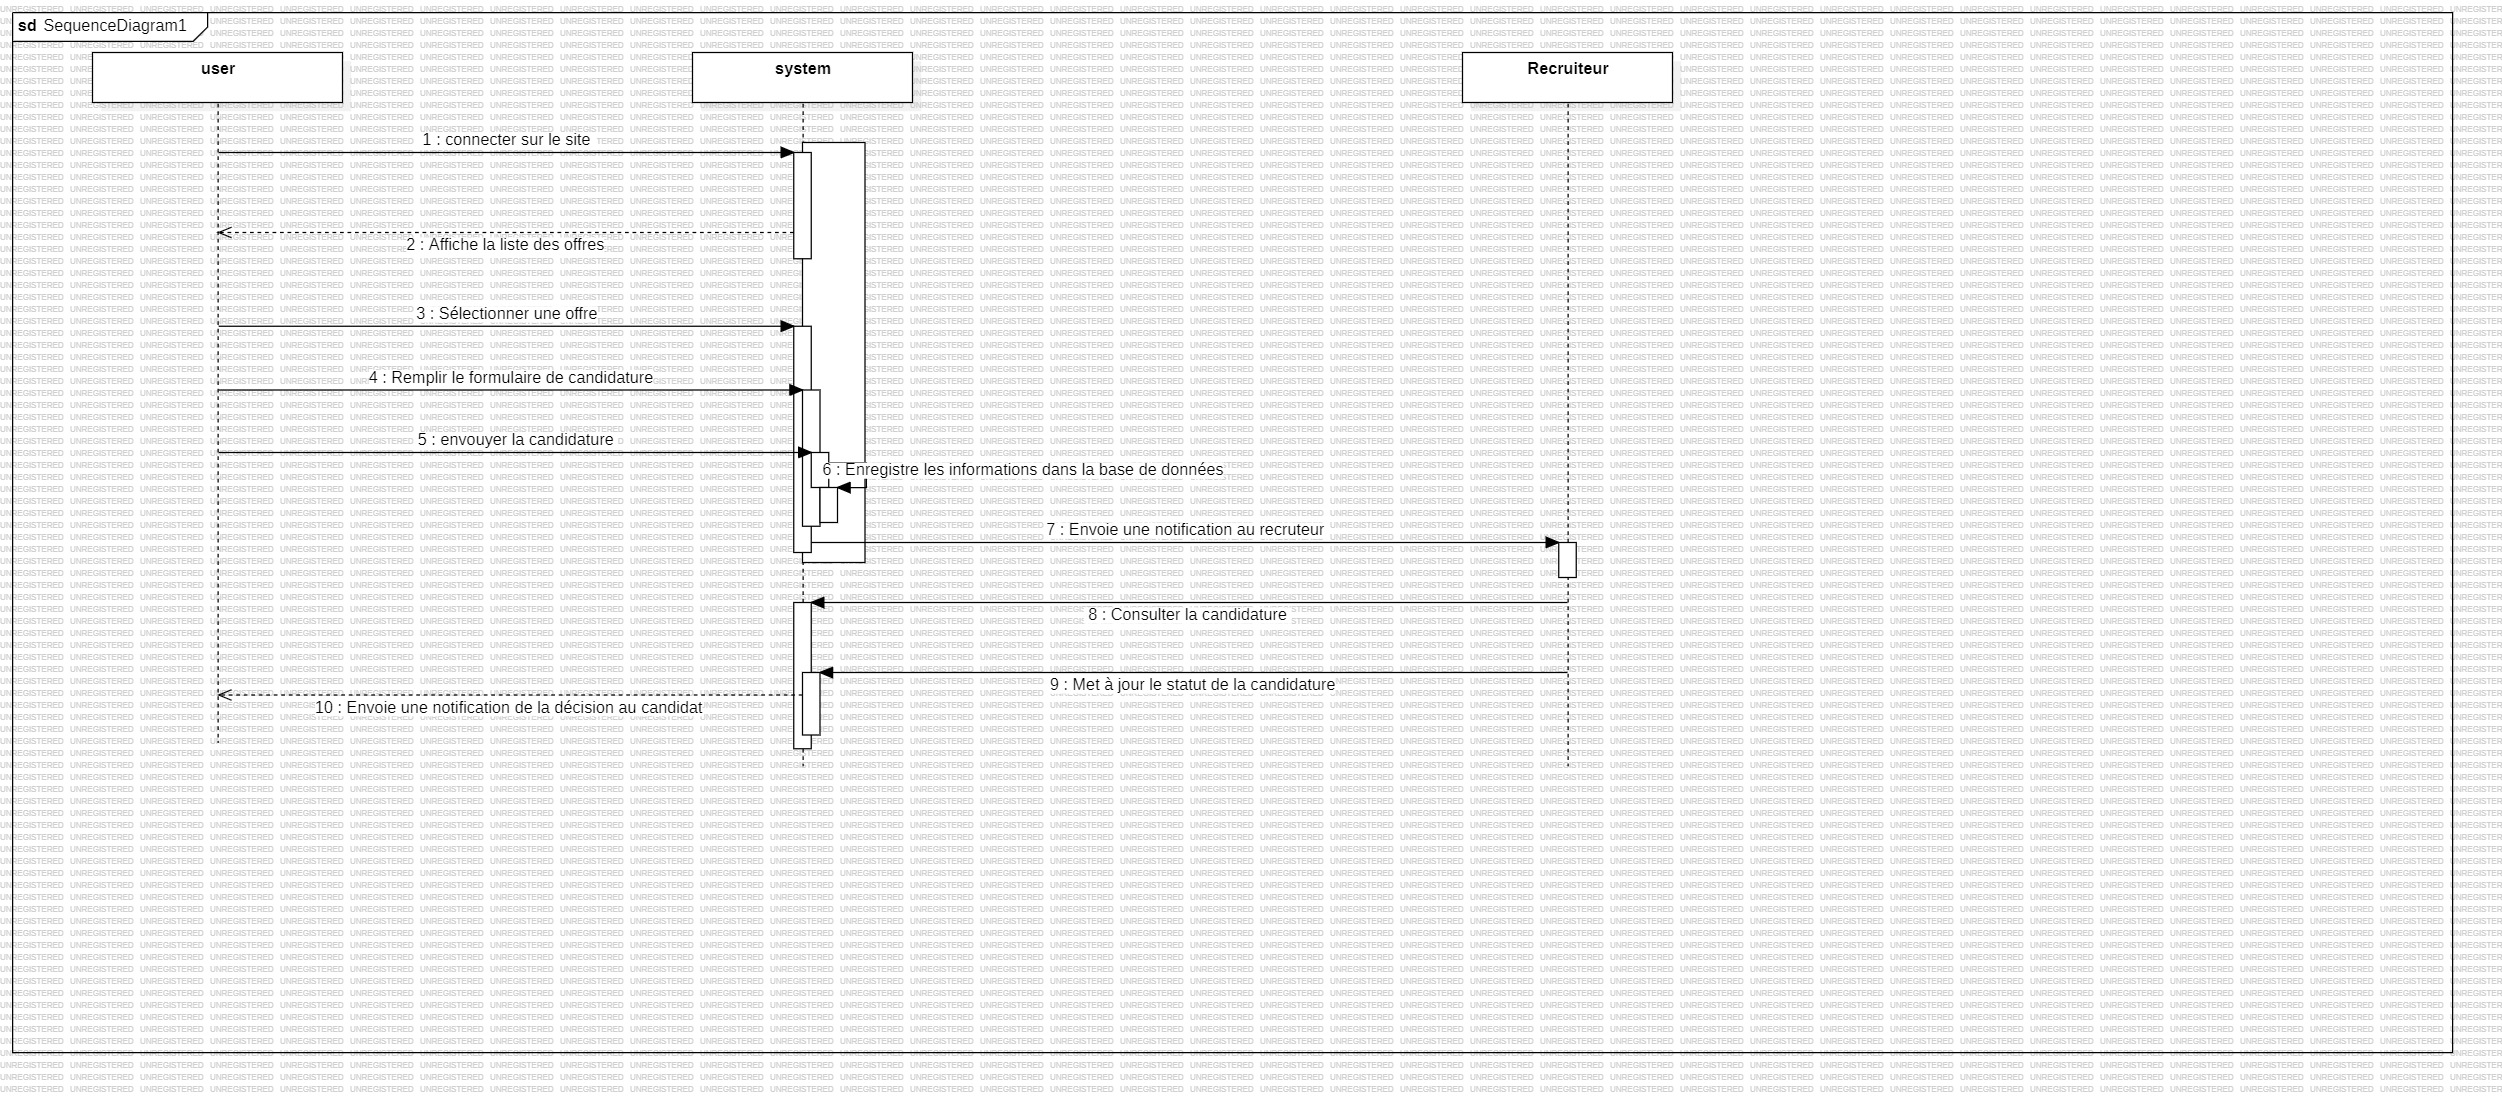 sd SequenceDiagram1
user
system
Recruiteur
1 : connecter sur le site
2 : Affiche la liste des offres
3 : Sélectionner une offre
4 : Remplir le formulaire de candidature
5 : envouyer la candidature
6 : Enregistre les informations dans la base de données
7 : Envoie une notification au recruteur
8 : Consulter la candidature
9 : Met à jour le statut de la candidature
10 : Envoie une notification de la décision au candidat
UNREGISTERED